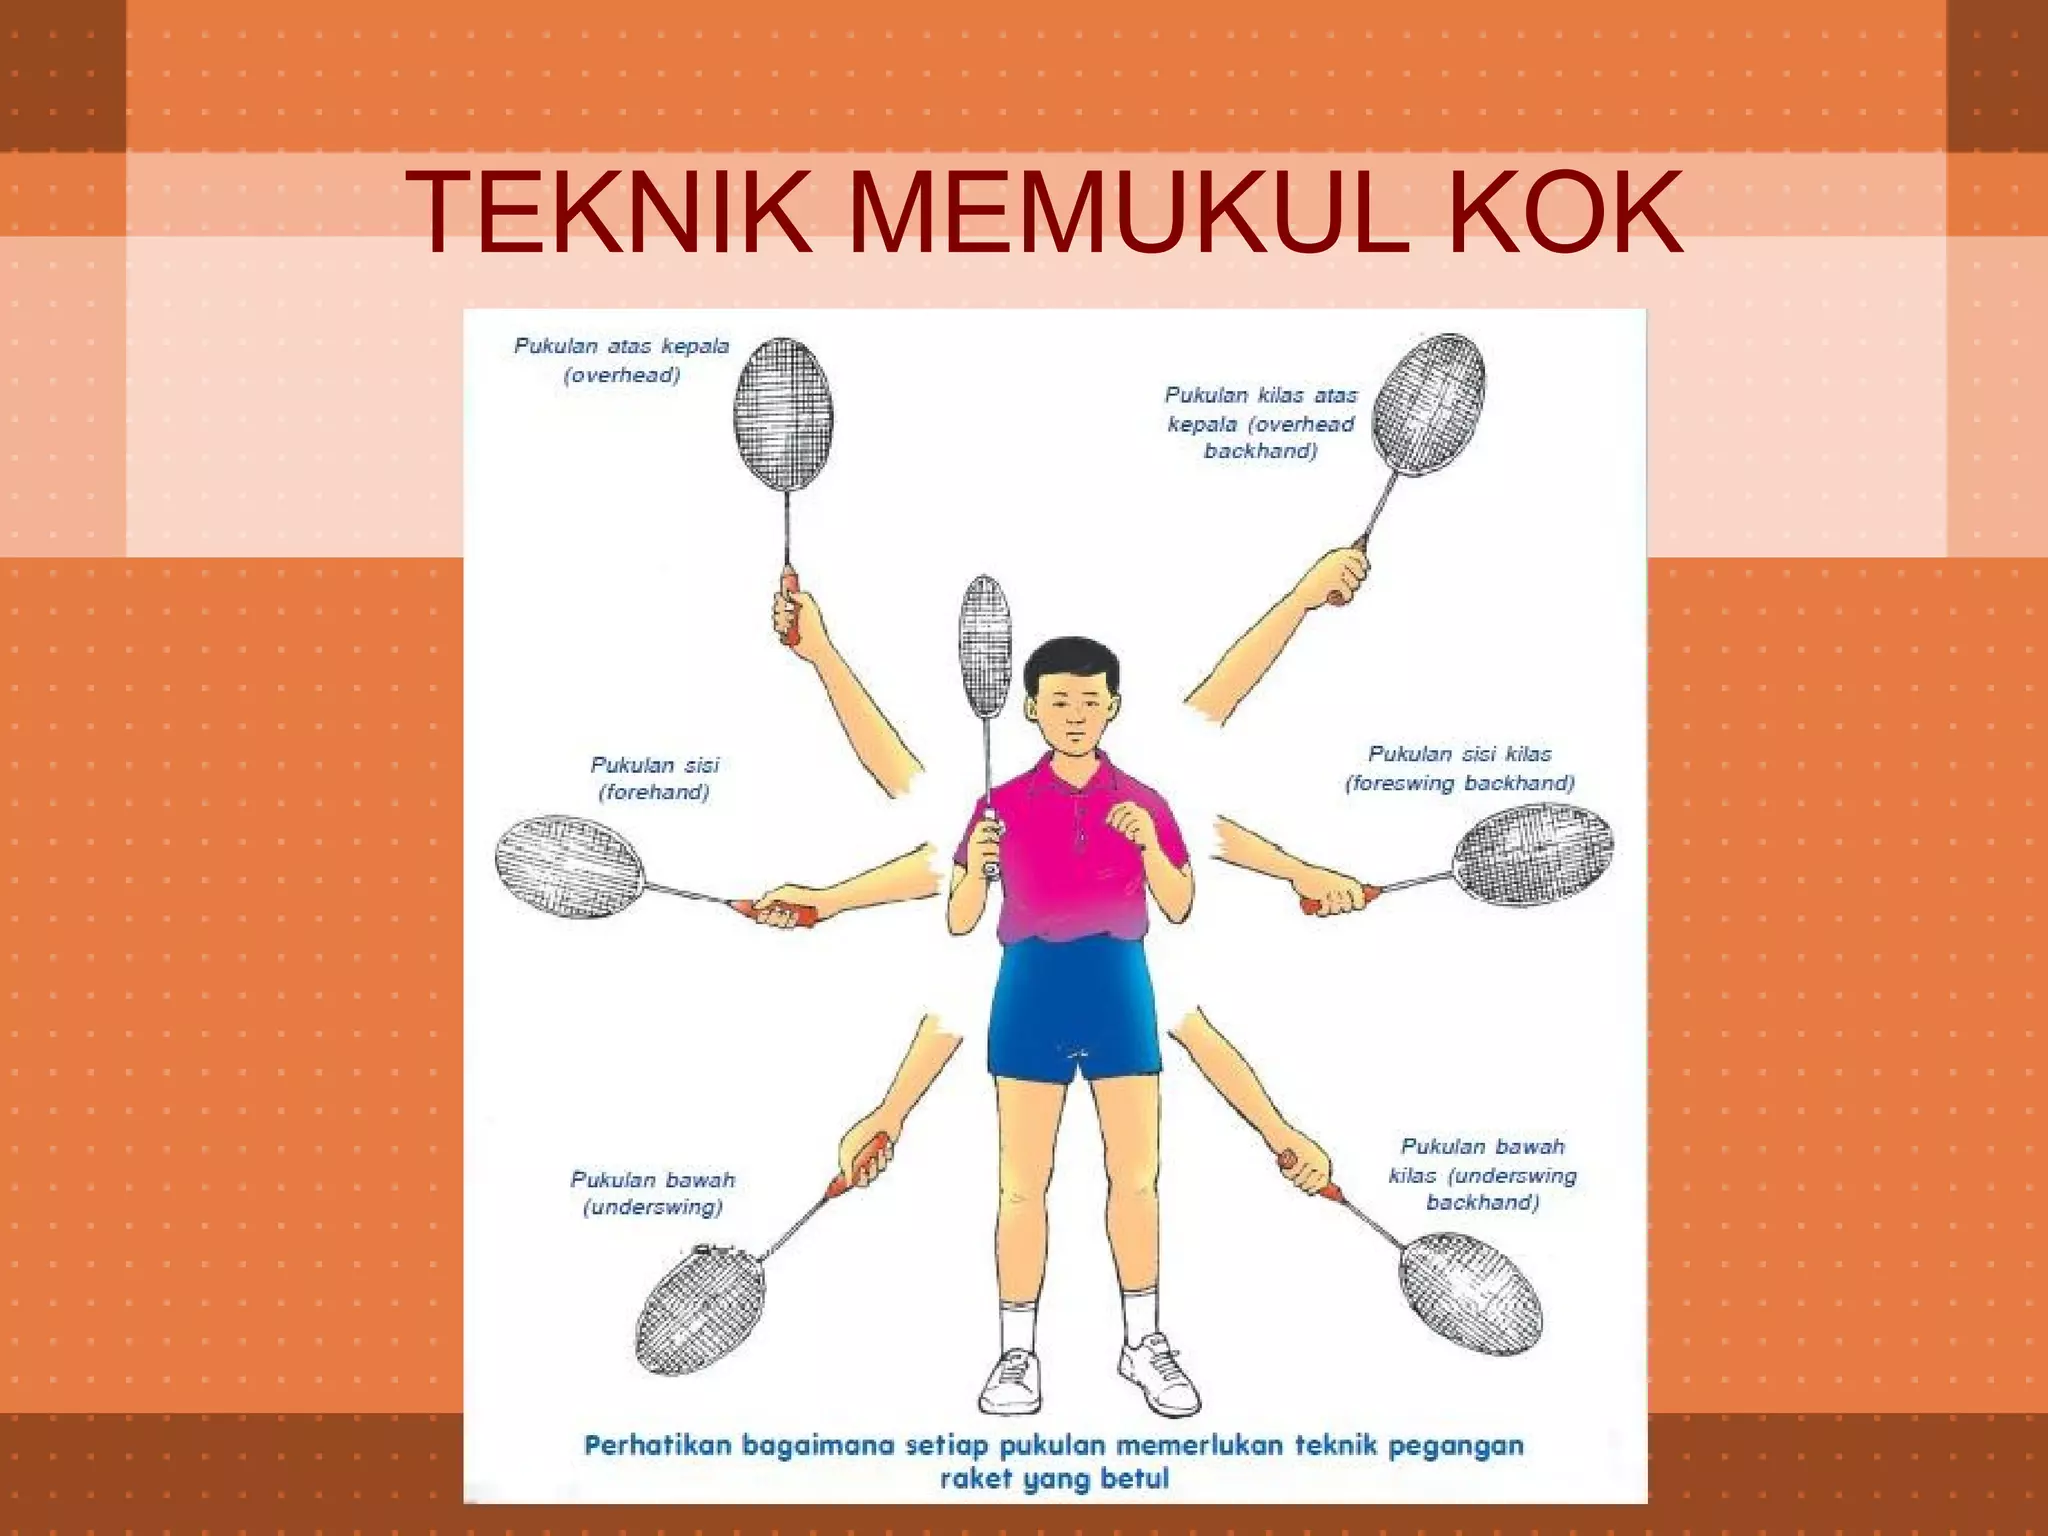 TEKNIK MEMUKUL KOK
Pukulan atas kepala
(overhead)
Pukulan kilas atas
kepala (overhead
backhand)
Pukulan sisi
(forehand)
Pukulan sisi kilas
(foreswing backhand)
Pukulan bawah
(underswing)
Pukulan bawah
kilas (underswing
backhand)
Perhatikan bagaimana setiap pukulan memerlukan teknik pegangan
raket yang betul